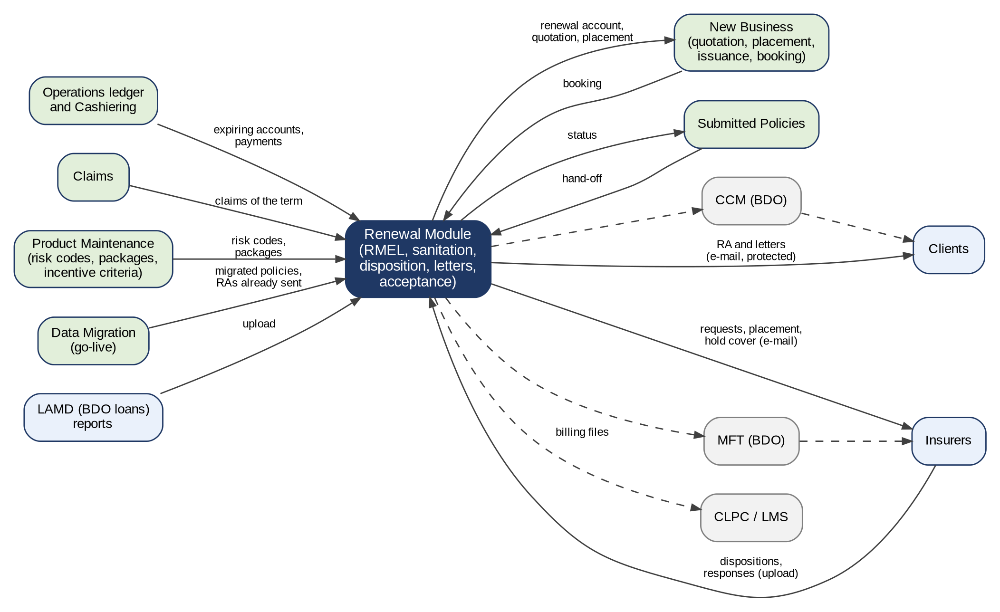 renewal account,
quotation, placement
New Business
(quotation, placement,
issuance, booking)
booking
Operations ledger
and Cashiering
expiring accounts,
payments
status
Submitted Policies
hand-off
Claims
claims of the term
CCM (BDO)
Product Maintenance
(risk codes, packages,
incentive criteria)
risk codes,
packages
Renewal Module
(RMEL, sanitation,
disposition, letters,
acceptance)
RA and letters
(e-mail, protected)
Clients
migrated policies,
RAs already sent
Data Migration
(go-live)
upload
requests, placement,
hold cover (e-mail)
LAMD (BDO loans)
reports
billing files
MFT (BDO)
Insurers
CLPC / LMS
dispositions,
responses (upload)